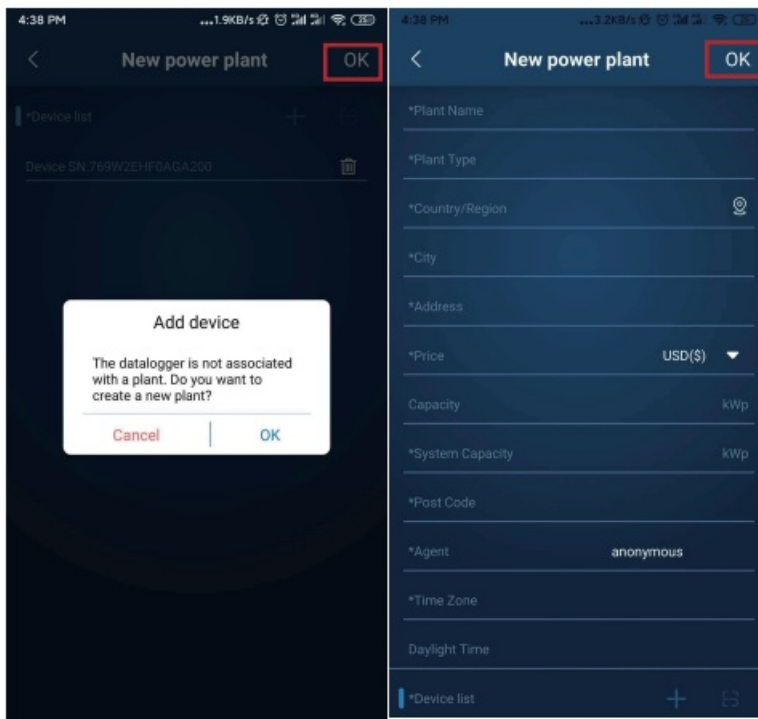 4:38 PM
...1.9KB/s
New power plant
OK
*Device list
Device SN:769W2EHF0AGA200
Add device
The datalogger is not associated
with a plant. Do you want to
create a new plant?
Cancel
OK
4:38 PM
...3.2KB/s
New power plant
OK
*Plant Name
*Plant Type
*Country/Region
*City
*Address
*Price
USD($)
Capacity
kWp
*System Capacity
kWp
*Post Code
*Agent
anonymous
*Time Zone
Daylight Time
*Device list